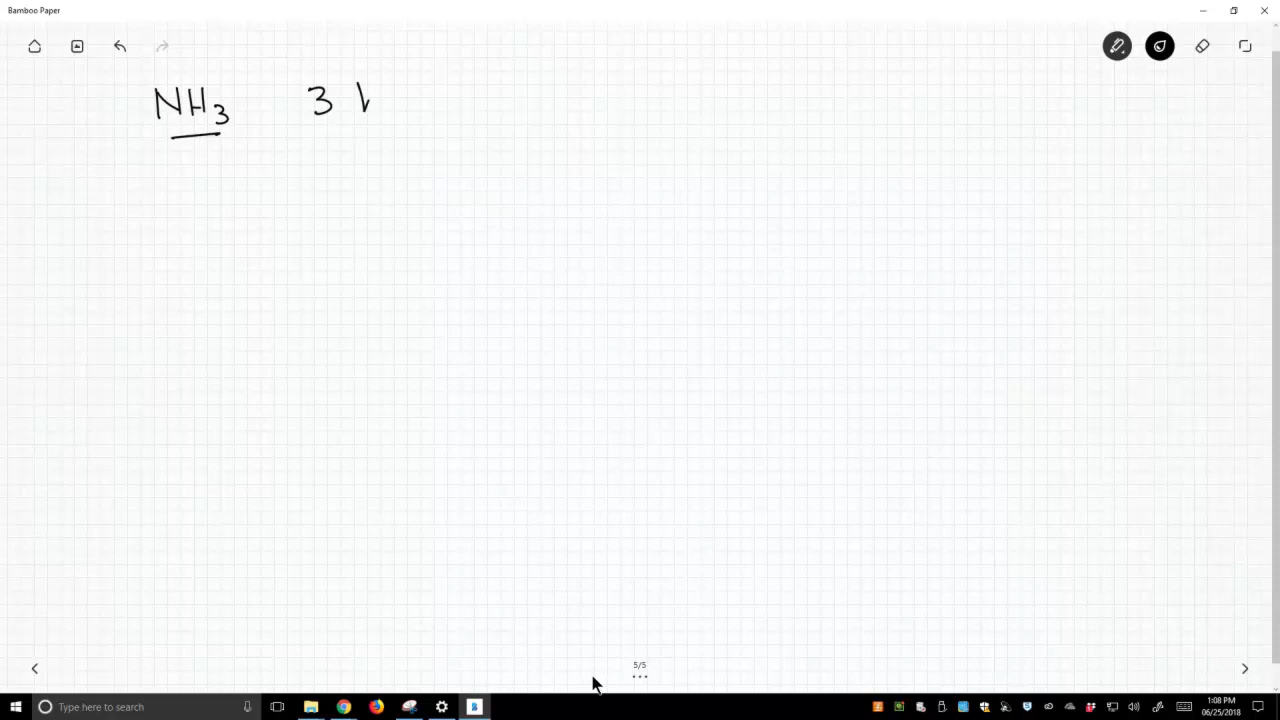 Bamboo Paper
NH₃ 3
5/5
Type here to search
1:08 PM
06/25/2018